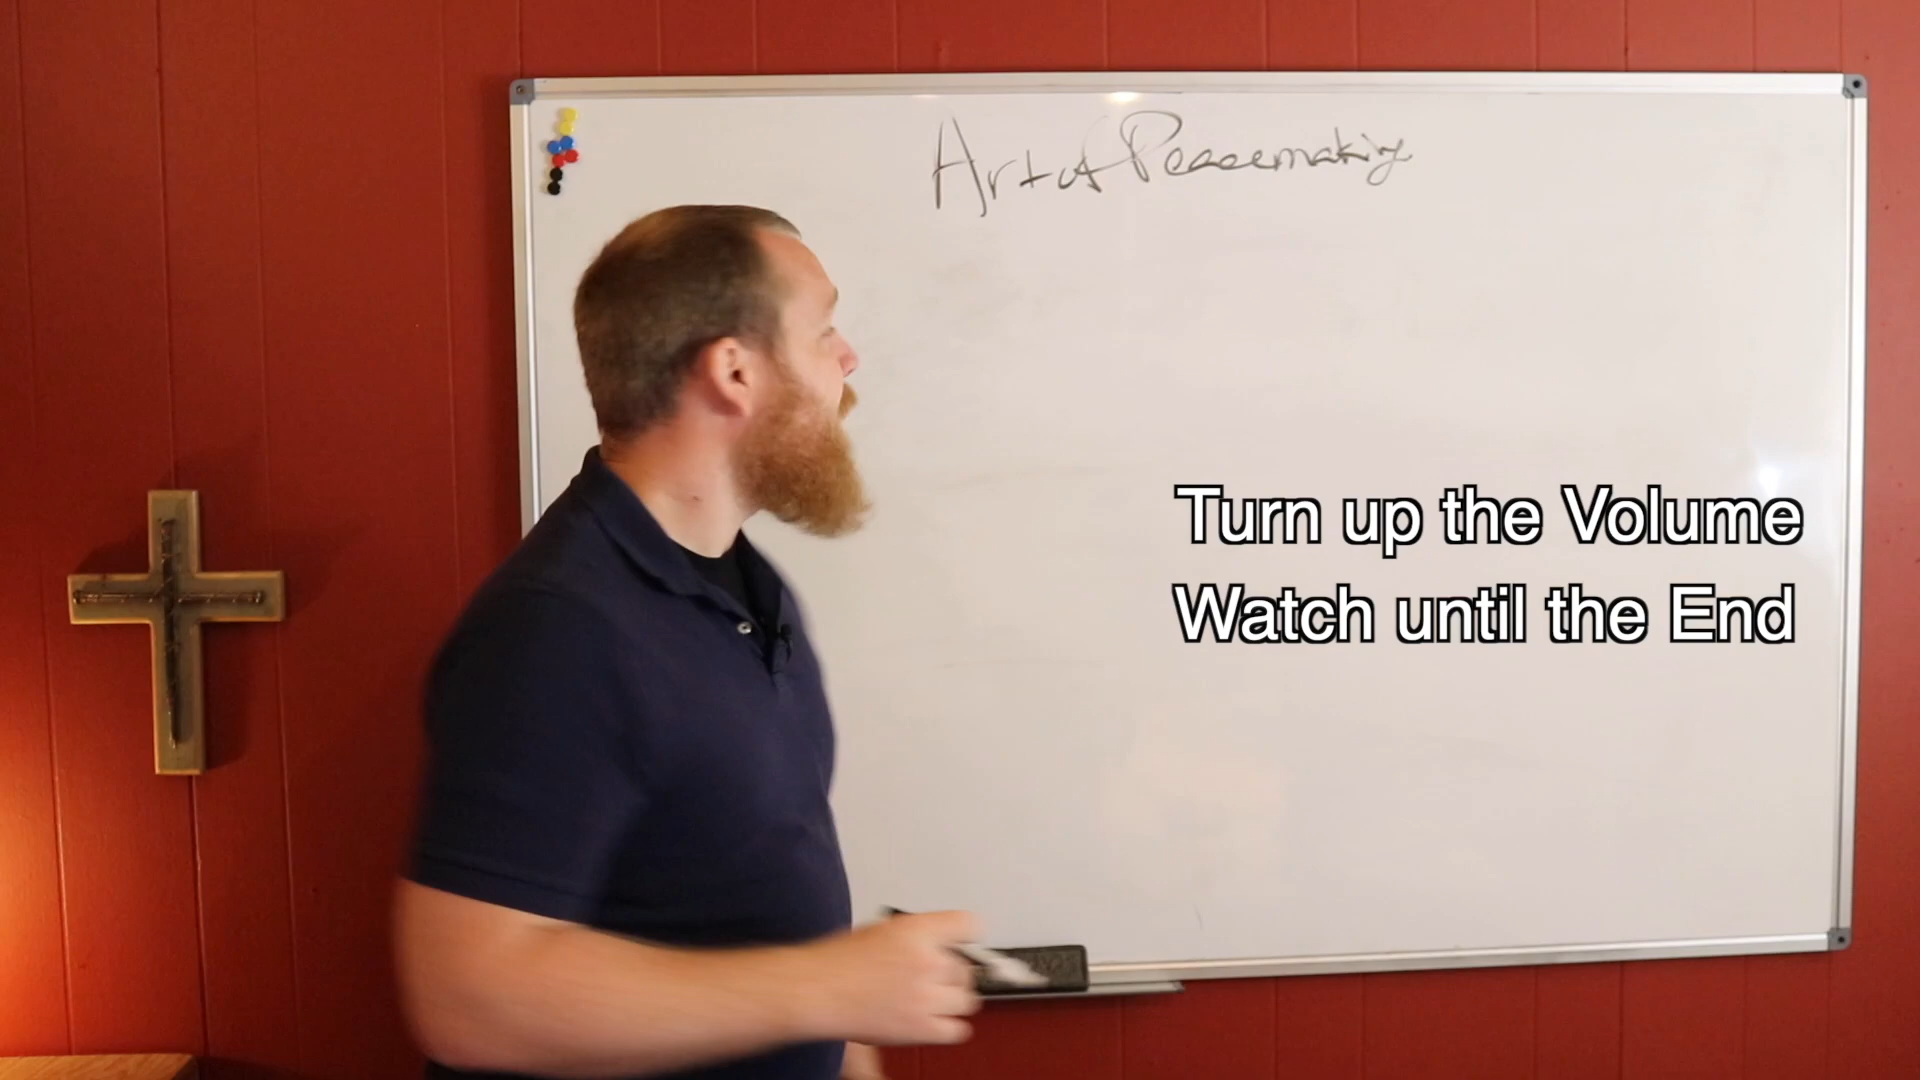 Art of Peacemaking
Turn up the Volume
Watch until the End